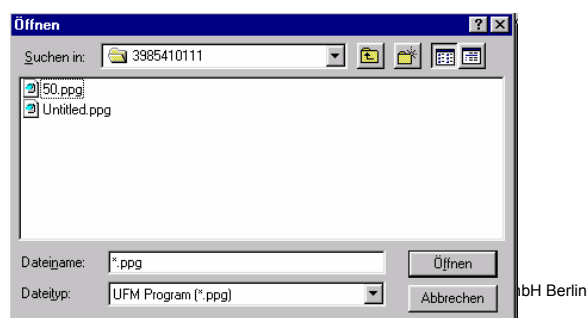 Öffnen
Suchen in: 3985410111
50.ppg
Untitled.ppg
Dateiname: *.ppg Öffnen
Dateityp: UFM Program (*.ppg) Abbrechen
bH Berlin